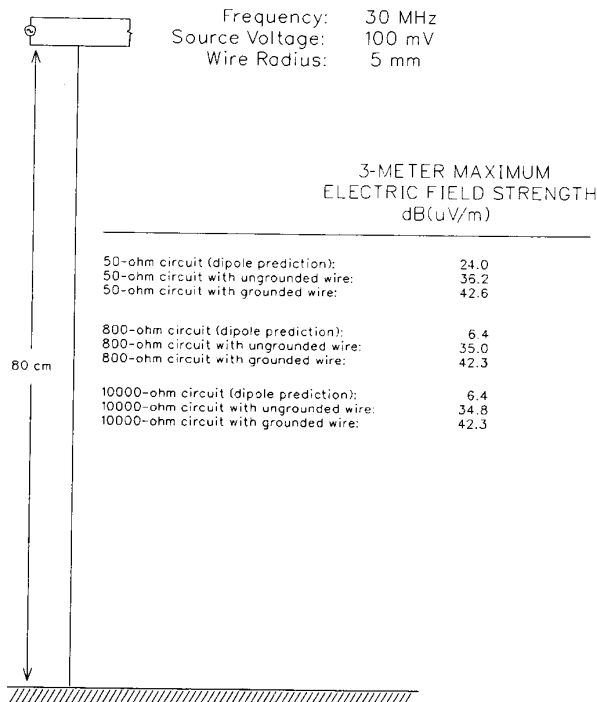 Frequency: 30 MHz
Source Voltage: 100 mV
Wire Radius: 5 mm
3-METER MAXIMUM
ELECTRIC FIELD STRENGTH
dB(uV/m)
50-ohm circuit (dipole prediction): 24.0
50-ohm circuit with ungrounded wire: 36.2
50-ohm circuit with grounded wire: 42.6
800-ohm circuit (dipole prediction): 6.4
800-ohm circuit with ungrounded wire: 35.0
800-ohm circuit with grounded wire: 42.3
80 cm
10000-ohm circuit (dipole prediction): 6.4
10000-ohm circuit with ungrounded wire: 34.8
10000-ohm circuit with grounded wire: 42.3